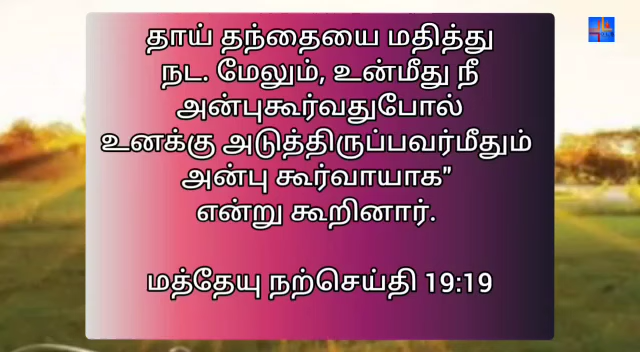 தாய் தந்தையை மதித்து
நட. மேலும், உன்மீது நீ
அன்புகூர்வதுபோல்
உனக்கு அடுத்திருப்பவர்மீதும்
அன்பு கூர்வாயாக”
என்று கூறினார்.
மத்தேயு நற்செய்தி 19:19